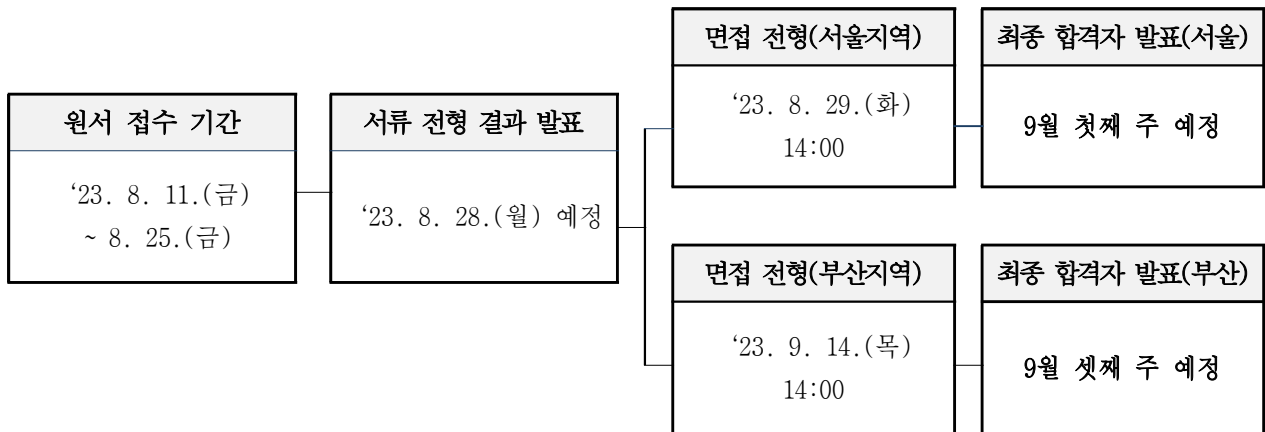 원서 접수 기간
‘23. 8. 11.(금)
~ 8. 25.(금)
서류 전형 결과 발표
‘23. 8. 28.(월) 예정
면접 전형(서울지역)
‘23. 8. 29.(화)
14:00
최종 합격자 발표(서울)
9월 첫째 주 예정
면접 전형(부산지역)
‘23. 9. 14.(목)
14:00
최종 합격자 발표(부산)
9월 셋째 주 예정